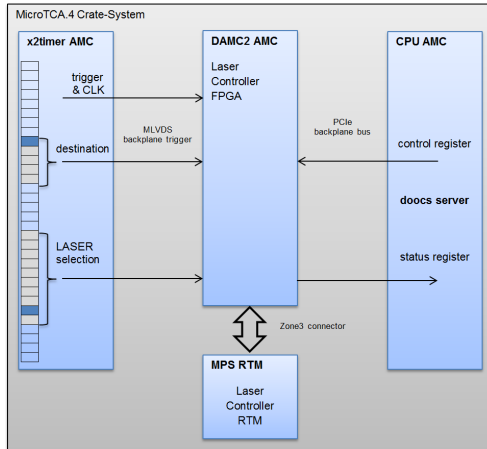 MicroTCA.4 Crate-System
x2timer AMC
DAMC2 AMC
CPU AMC
trigger
& CLK
Laser
Controller
FPGA
MLVDS
backplane trigger
PCIe
backplane bus
destination
control register
doocs server
LASER
selection
status register
Zone3 connector
MPS RTM
Laser
Controller
RTM